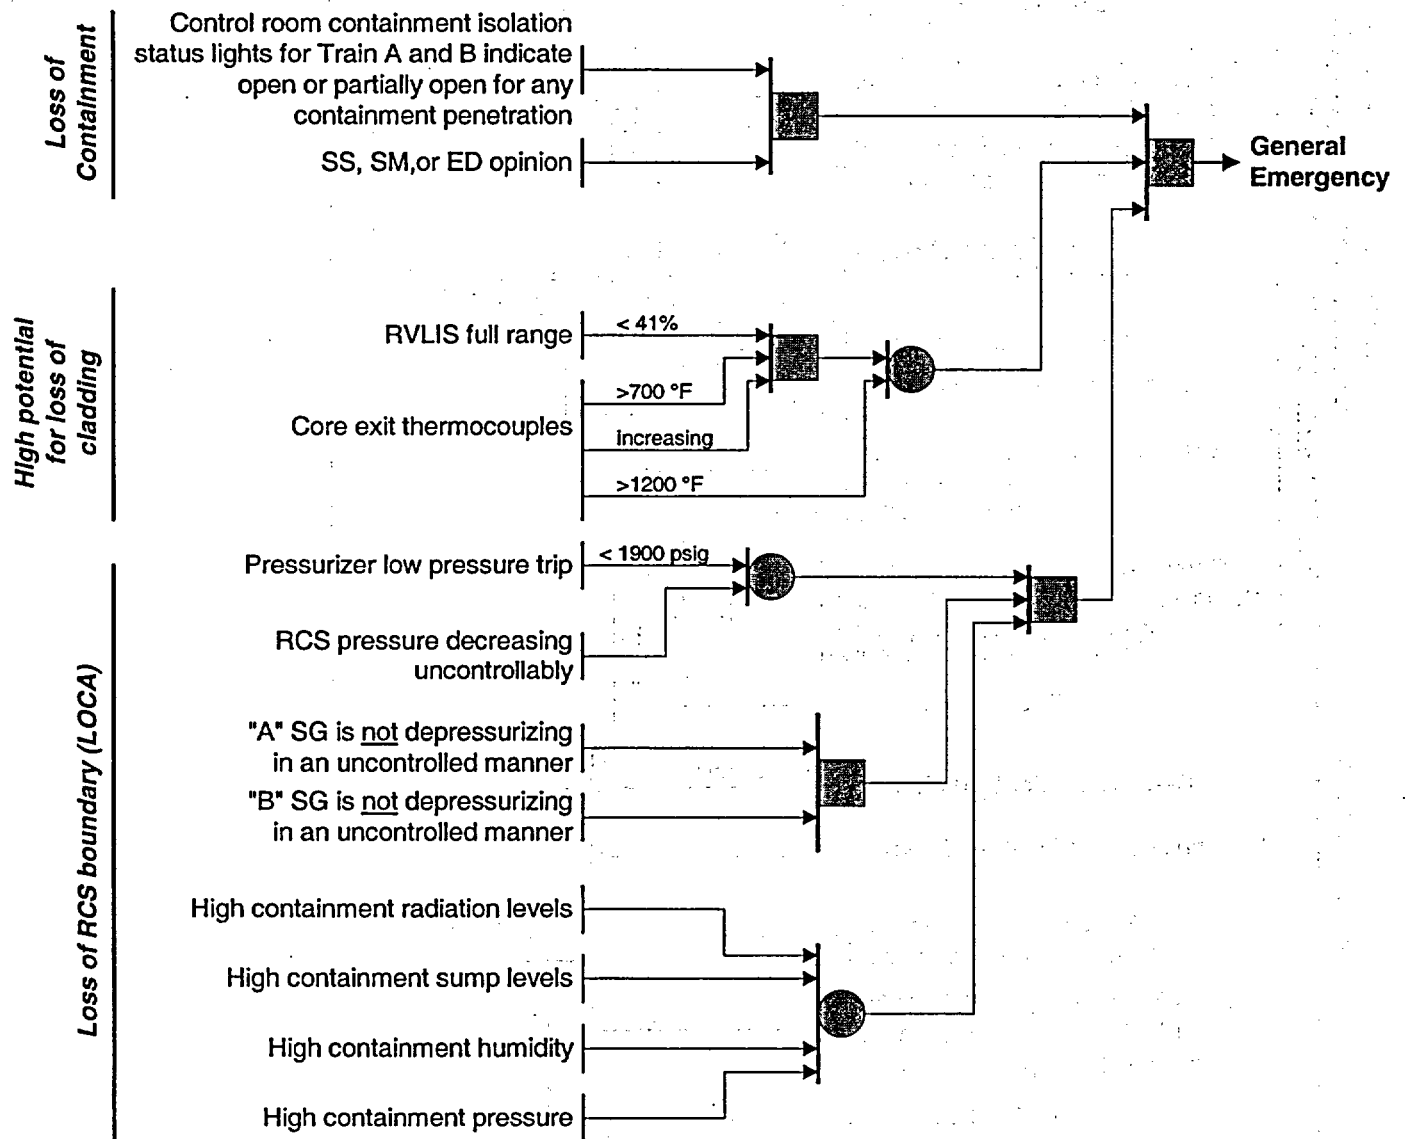 Loss of
Containment
Control room containment isolation
status lights for Train A and B indicate
open or partially open for any
containment penetration
SS, SM,or ED opinion
General
Emergency
High potential
for loss of
cladding
RVLIS full range
< 41%
Core exit thermocouples
>700 °F
increasing
>1200 °F
Loss of RCS boundary (LOCA)
Pressurizer low pressure trip
< 1900 psig
RCS pressure decreasing
uncontrollably
"A" SG is not depressurizing
in an uncontrolled manner
"B" SG is not depressurizing
in an uncontrolled manner
High containment radiation levels
High containment sump levels
High containment humidity
High containment pressure